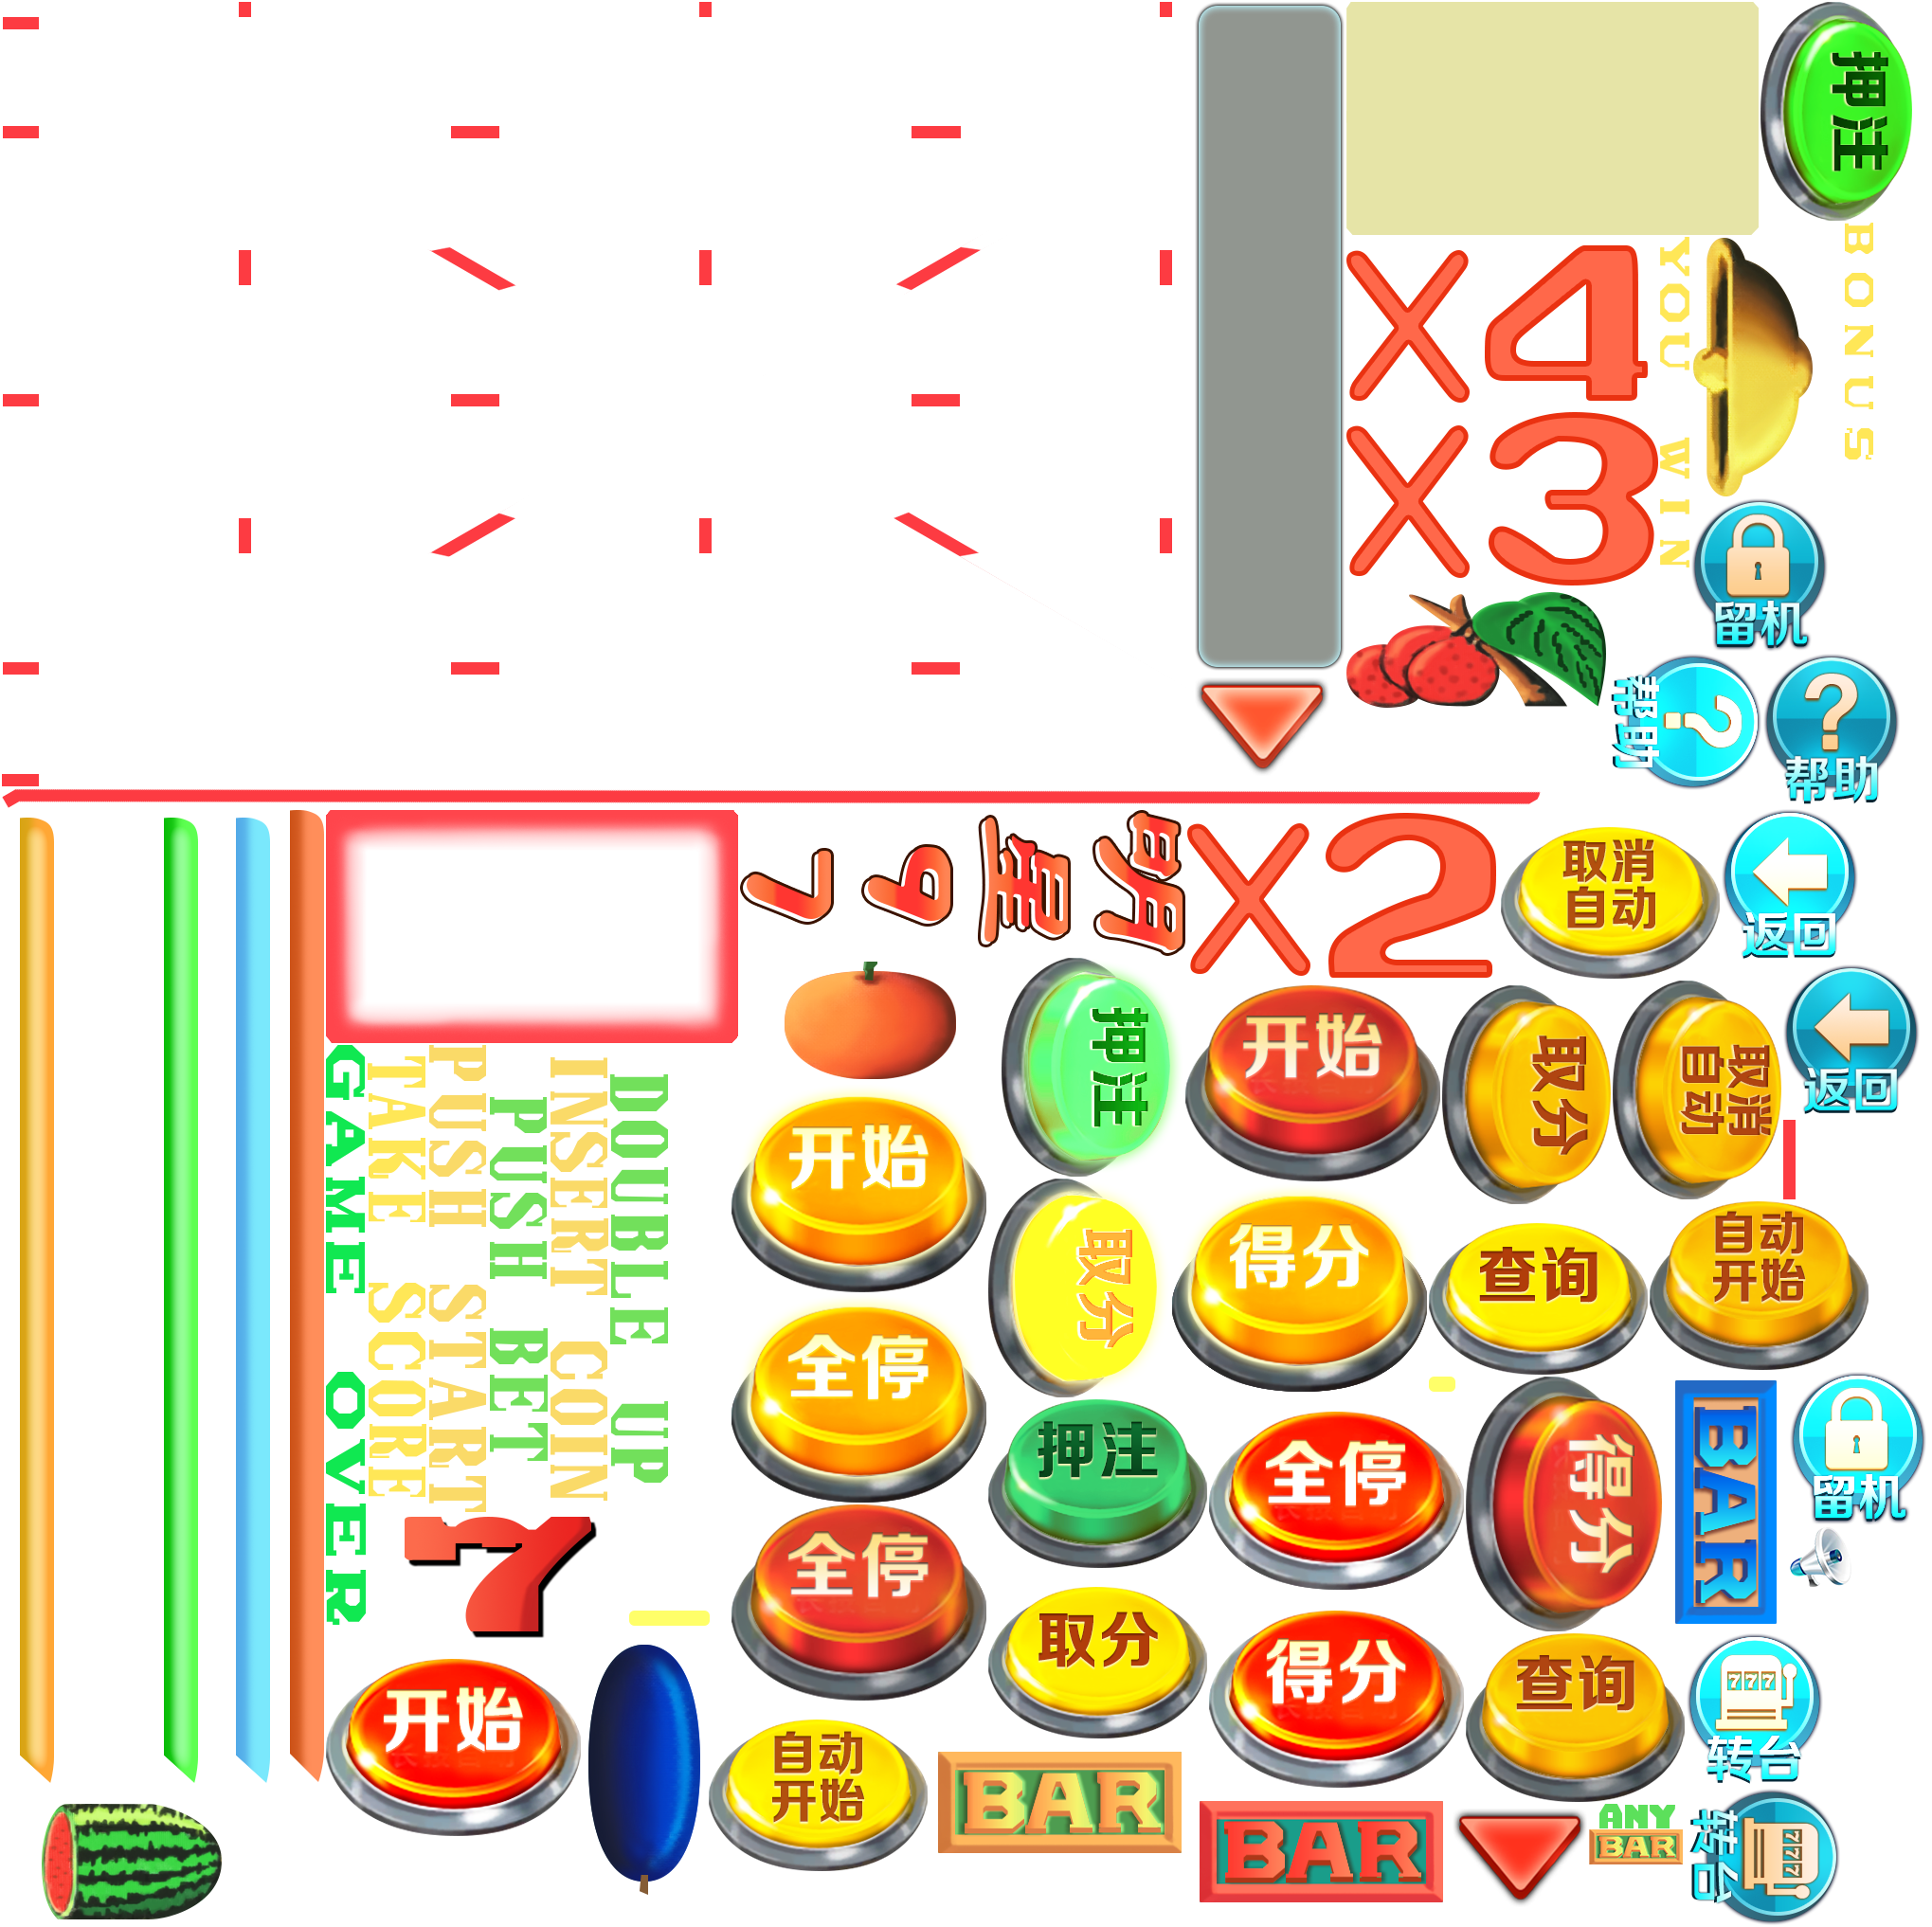 押注
BONUS
X4
YOU WIN
X3
留机
帮助
帮助
7
9
星
明
X2
取消
自动
返回
返回
押注
开始
取分
取消
自动
GAME OVER
TAKE SCORE
PUSH START
PUSH BET
INSERT COIN
DOUBLE UP
开始
取分
得分
查询
自动
开始
全停
押注
全停
得分
BAR
留机
7
全停
取分
得分
查询
777
转台
开始
自动
开始
BAR
BAR
ANY
BAR
777
转台